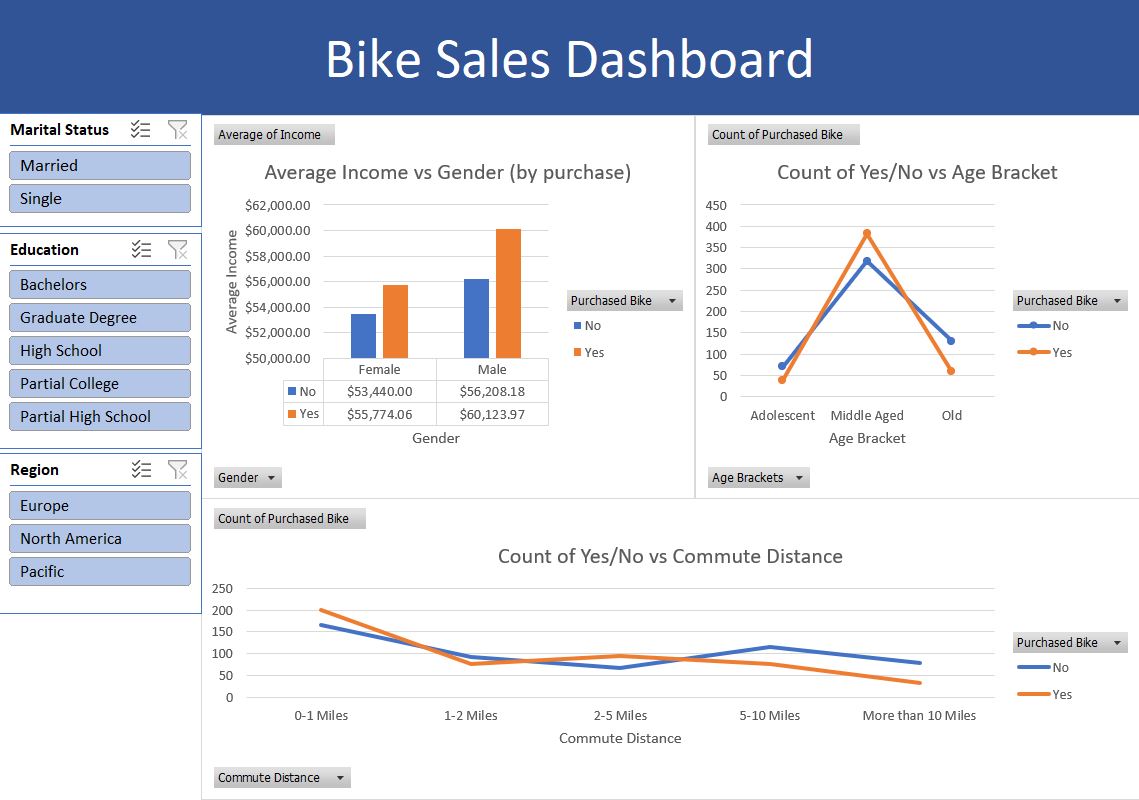 Bike Sales Dashboard
Marital Status
Married
Single
Education
Bachelors
Graduate Degree
High School
Partial College
Partial High School
Region
Europe
North America
Pacific
Average of Income
Average Income vs Gender (by purchase)
Average Income
$62,000.00
$60,000.00
$58,000.00
$56,000.00
$54,000.00
$52,000.00
$50,000.00
Female Male
No $53,440.00 $56,208.18
Yes $55,774.06 $60,123.97
Gender
Purchased Bike
No
Yes
Gender
Count of Purchased Bike
Count of Yes/No vs Age Bracket
450
400
350
300
250
200
150
100
50
0
Adolescent Middle Aged Old
Age Bracket
Purchased Bike
No
Yes
Age Brackets
Count of Purchased Bike
Count of Yes/No vs Commute Distance
250
200
150
100
50
0
0-1 Miles 1-2 Miles 2-5 Miles 5-10 Miles More than 10 Miles
Commute Distance
Purchased Bike
No
Yes
Commute Distance